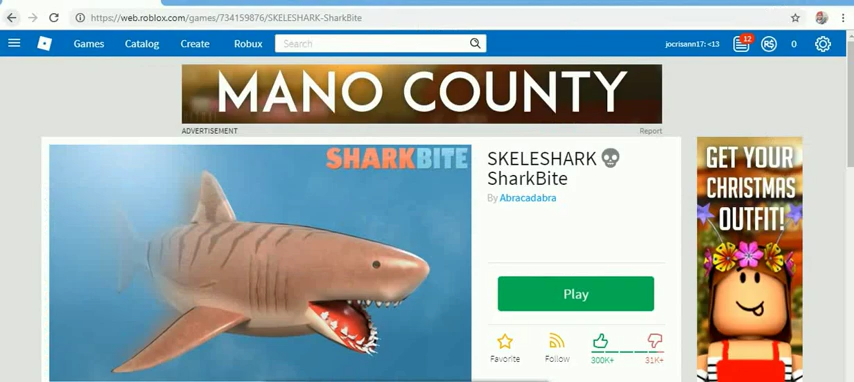 https://web.roblox.com/games/734159876/SKELESHARK-SharkBite
Games
Catalog
Create
Robux
Search
jocrisann17: <13
12
R$
0
MANO COUNTY
ADVERTISEMENT
Report
SHARKBITE
SKELESHARK
SharkBite
By Abracadabra
Play
Favorite
Follow
300K+
31K+
GET YOUR
CHRISTMAS
OUTFIT!